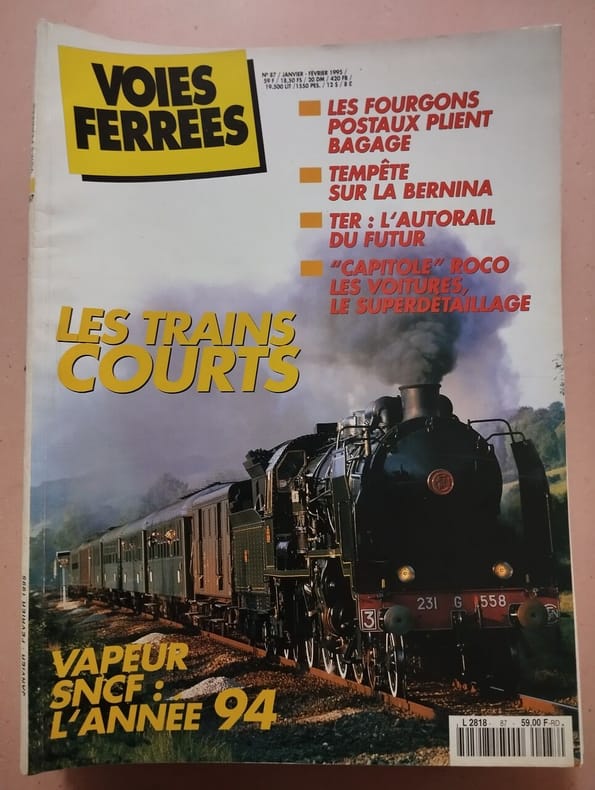 VOIES
FERREES
N° 87 / JANVIER - FÉVRIER 1995 /
59 F / 18,50 FS / 20 DM / 420 FB /
19.500 LIT / 1550 PES. / 12 $ / 8 £
LES FOURGONS
POSTAUX PLIENT
BAGAGE
TEMPÊTE
SUR LA BERNINA
TER : L'AUTORAIL
DU FUTUR
"CAPITOLE" ROCO
LES VOITURES,
LE SUPERDÉTAILLAGE
LES TRAINS
COURTS
3 231 G 558
VAPEUR
SNCF :
L'ANNÉE 94
L 2818 - 87 - 59,00 F-RD
JANVIER - FÉVRIER 1995